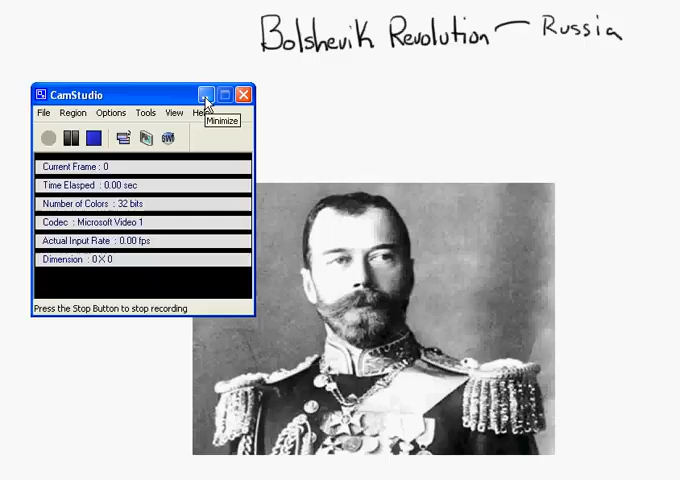 Bolshevik Revolution — Russia
CamStudio
File Region Options Tools View Help
Minimize
Current Frame : 0
Time Elasped : 0.00 sec
Number of Colors : 32 bits
Codec : Microsoft Video 1
Actual Input Rate : 0.00 fps
Dimension : 0 X 0
Press the Stop Button to stop recording